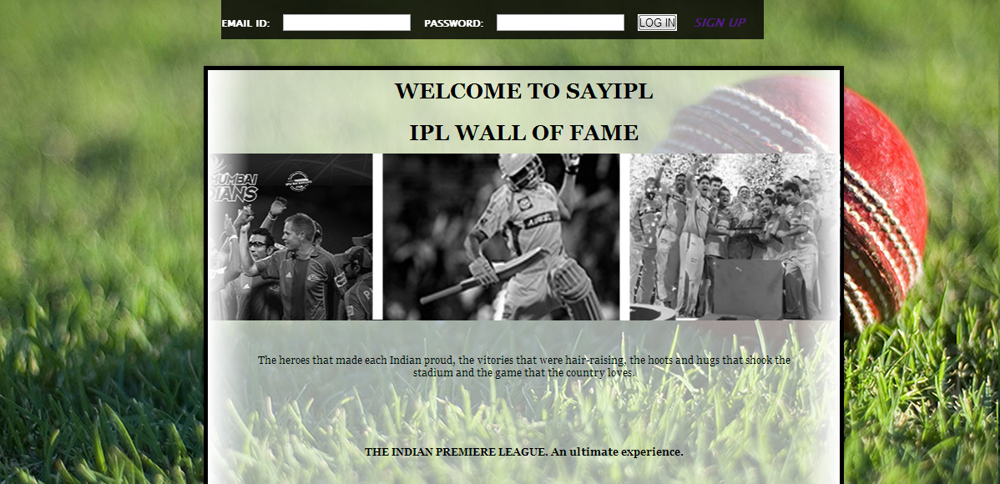 EMAIL ID: PASSWORD: LOG IN SIGN UP
WELCOME TO SAYIPL
IPL WALL OF FAME
MUMBAI
The heroes that made each Indian proud, the vitories that were hair-raising, the hoots and hugs that shook the
stadium and the game that the country loves.
THE INDIAN PREMIERE LEAGUE. An ultimate experience.